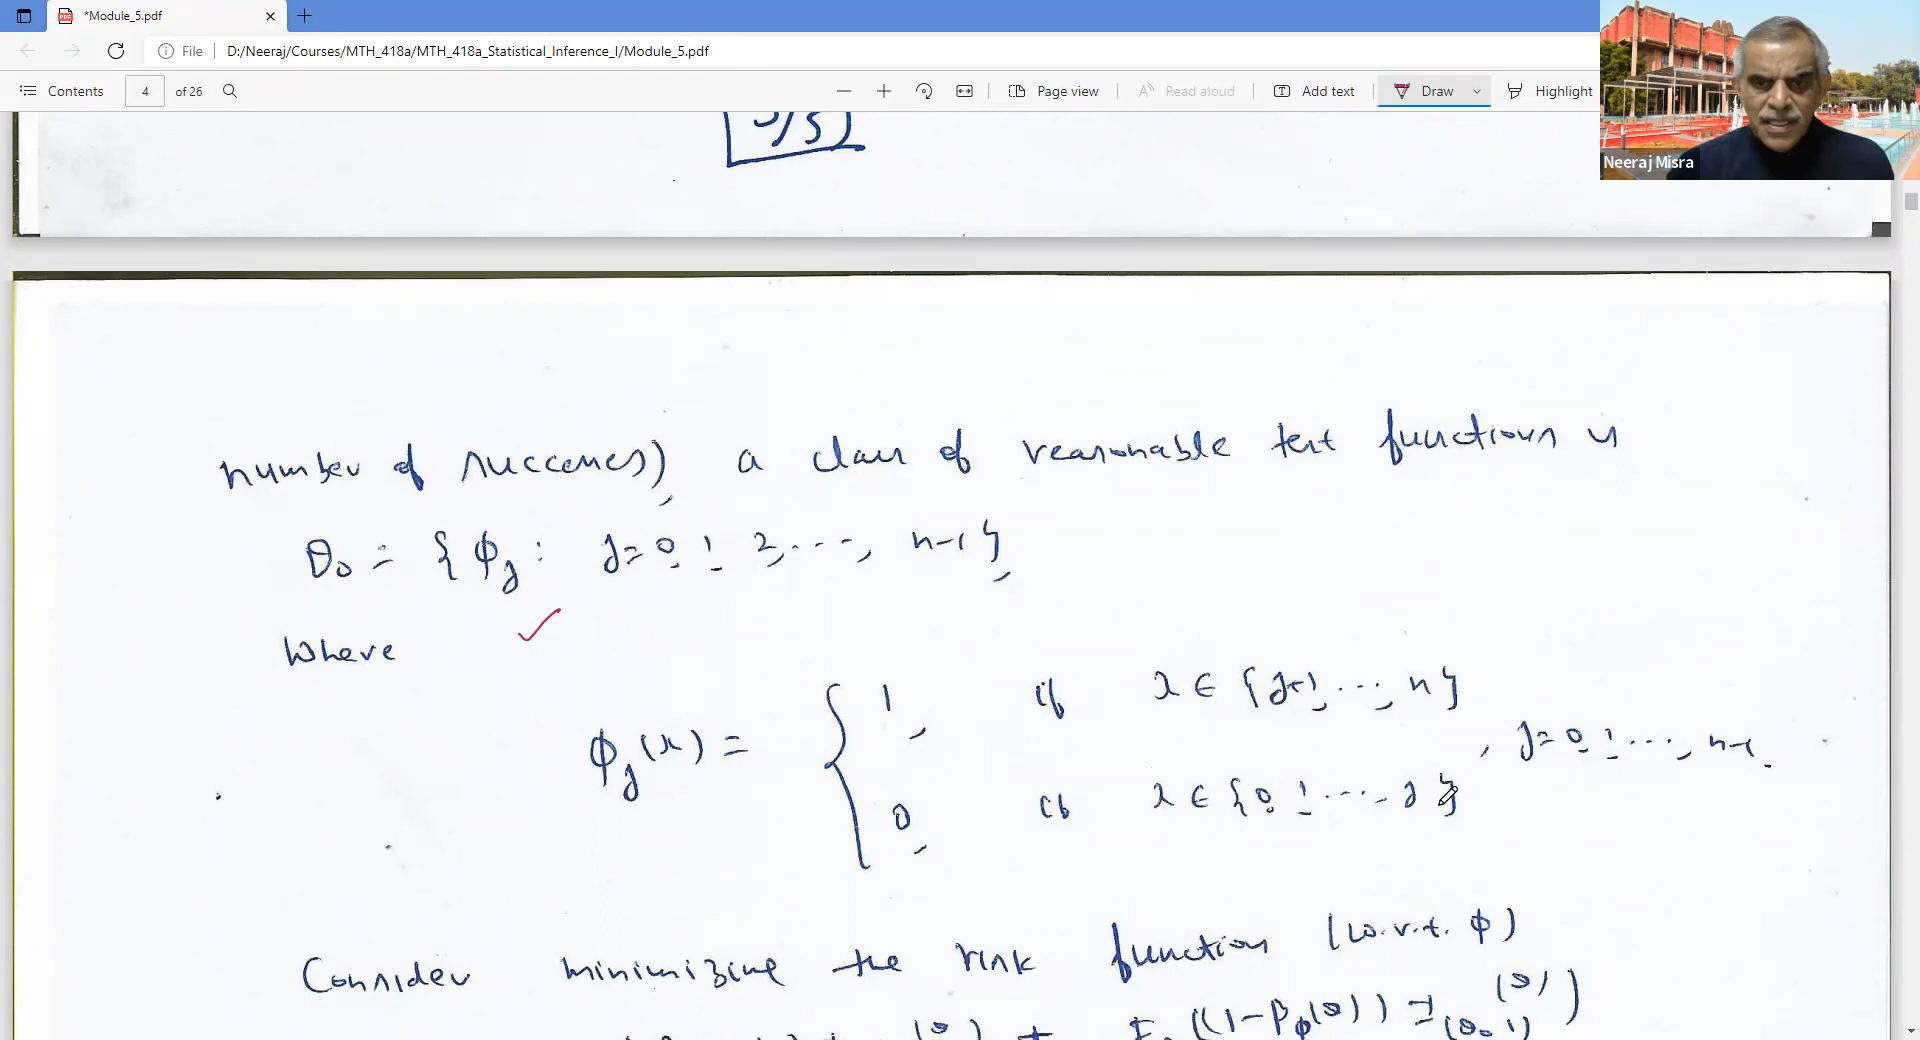 *Module_5.pdf
File D:/Neeraj/Courses/MTH_418a/MTH_418a_Statistical_Inference_I/Module_5.pdf
Contents 4 of 26 Page view Read aloud Add text Draw Highlight
Neeraj Misra
number of successes), a class of reasonable test functions is
D₀ = { ϕ_j : j = 0, 1, 2, ..., n-1 },
Where
1, if x ∈ {j+1, ..., n}
ϕ_j(x) = , j = 0, 1, ..., n-1.
0, if x ∈ {0, 1, ..., j}
Consider minimizing the risk function (w.r.t. ϕ)